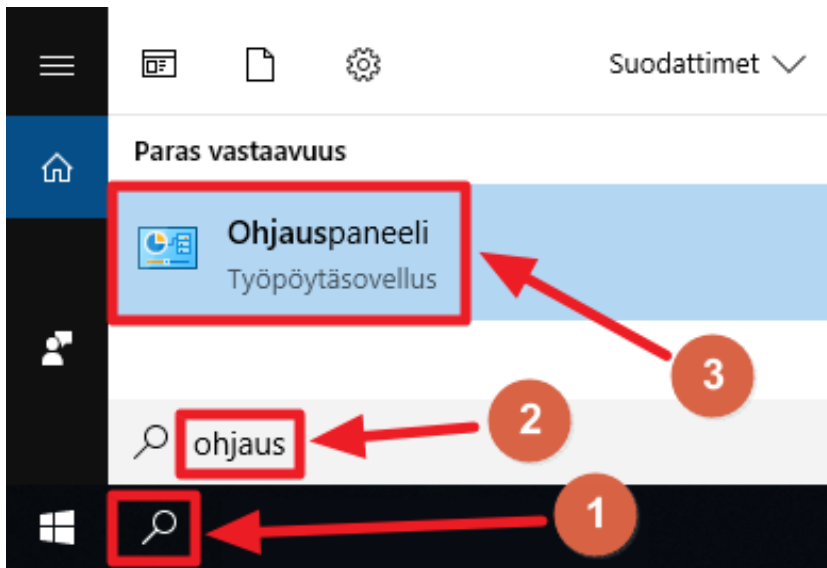 Suodattimet
Paras vastaavuus
Ohjauspaneeli
Työpöytäsovellus
3
2
ohjaus
1